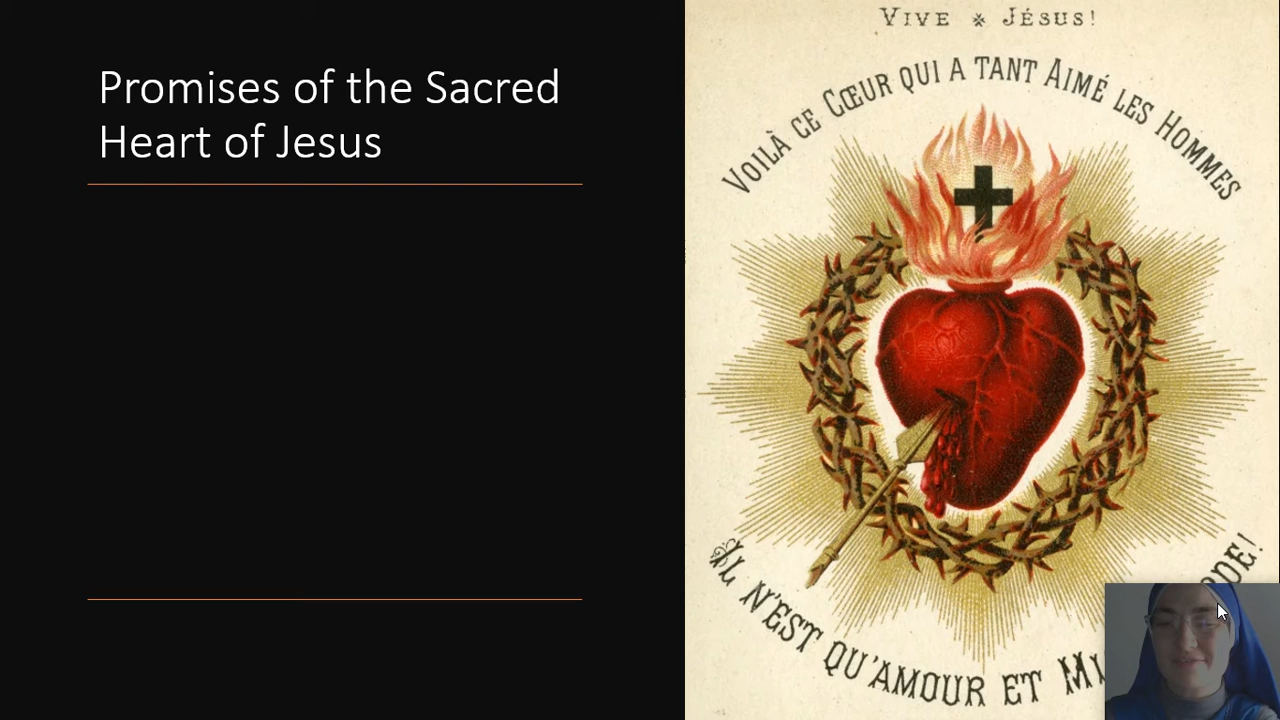 Promises of the Sacred
Heart of Jesus
VIVE * JÉSUS!
VOILÀ CE CŒUR QUI A TANT AIMÉ LES HOMMES
IL N'EST QU'AMOUR ET